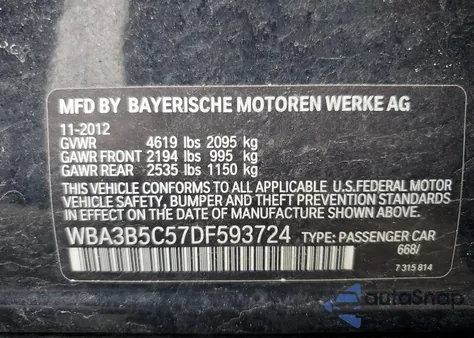 MFD BY BAYERISCHE MOTOREN WERKE AG
11-2012
GVWR 4619 lbs 2095 kg
GAWR FRONT 2194 lbs 995 kg
GAWR REAR 2535 lbs 1150 kg
THIS VEHICLE CONFORMS TO ALL APPLICABLE U.S.FEDERAL MOTOR
VEHICLE SAFETY, BUMPER AND THEFT PREVENTION STANDARDS
IN EFFECT ON THE DATE OF MANUFACTURE SHOWN ABOVE.
WBA3B5C57DF593724 TYPE: PASSENGER CAR
668/
7 315 814
autoSnap